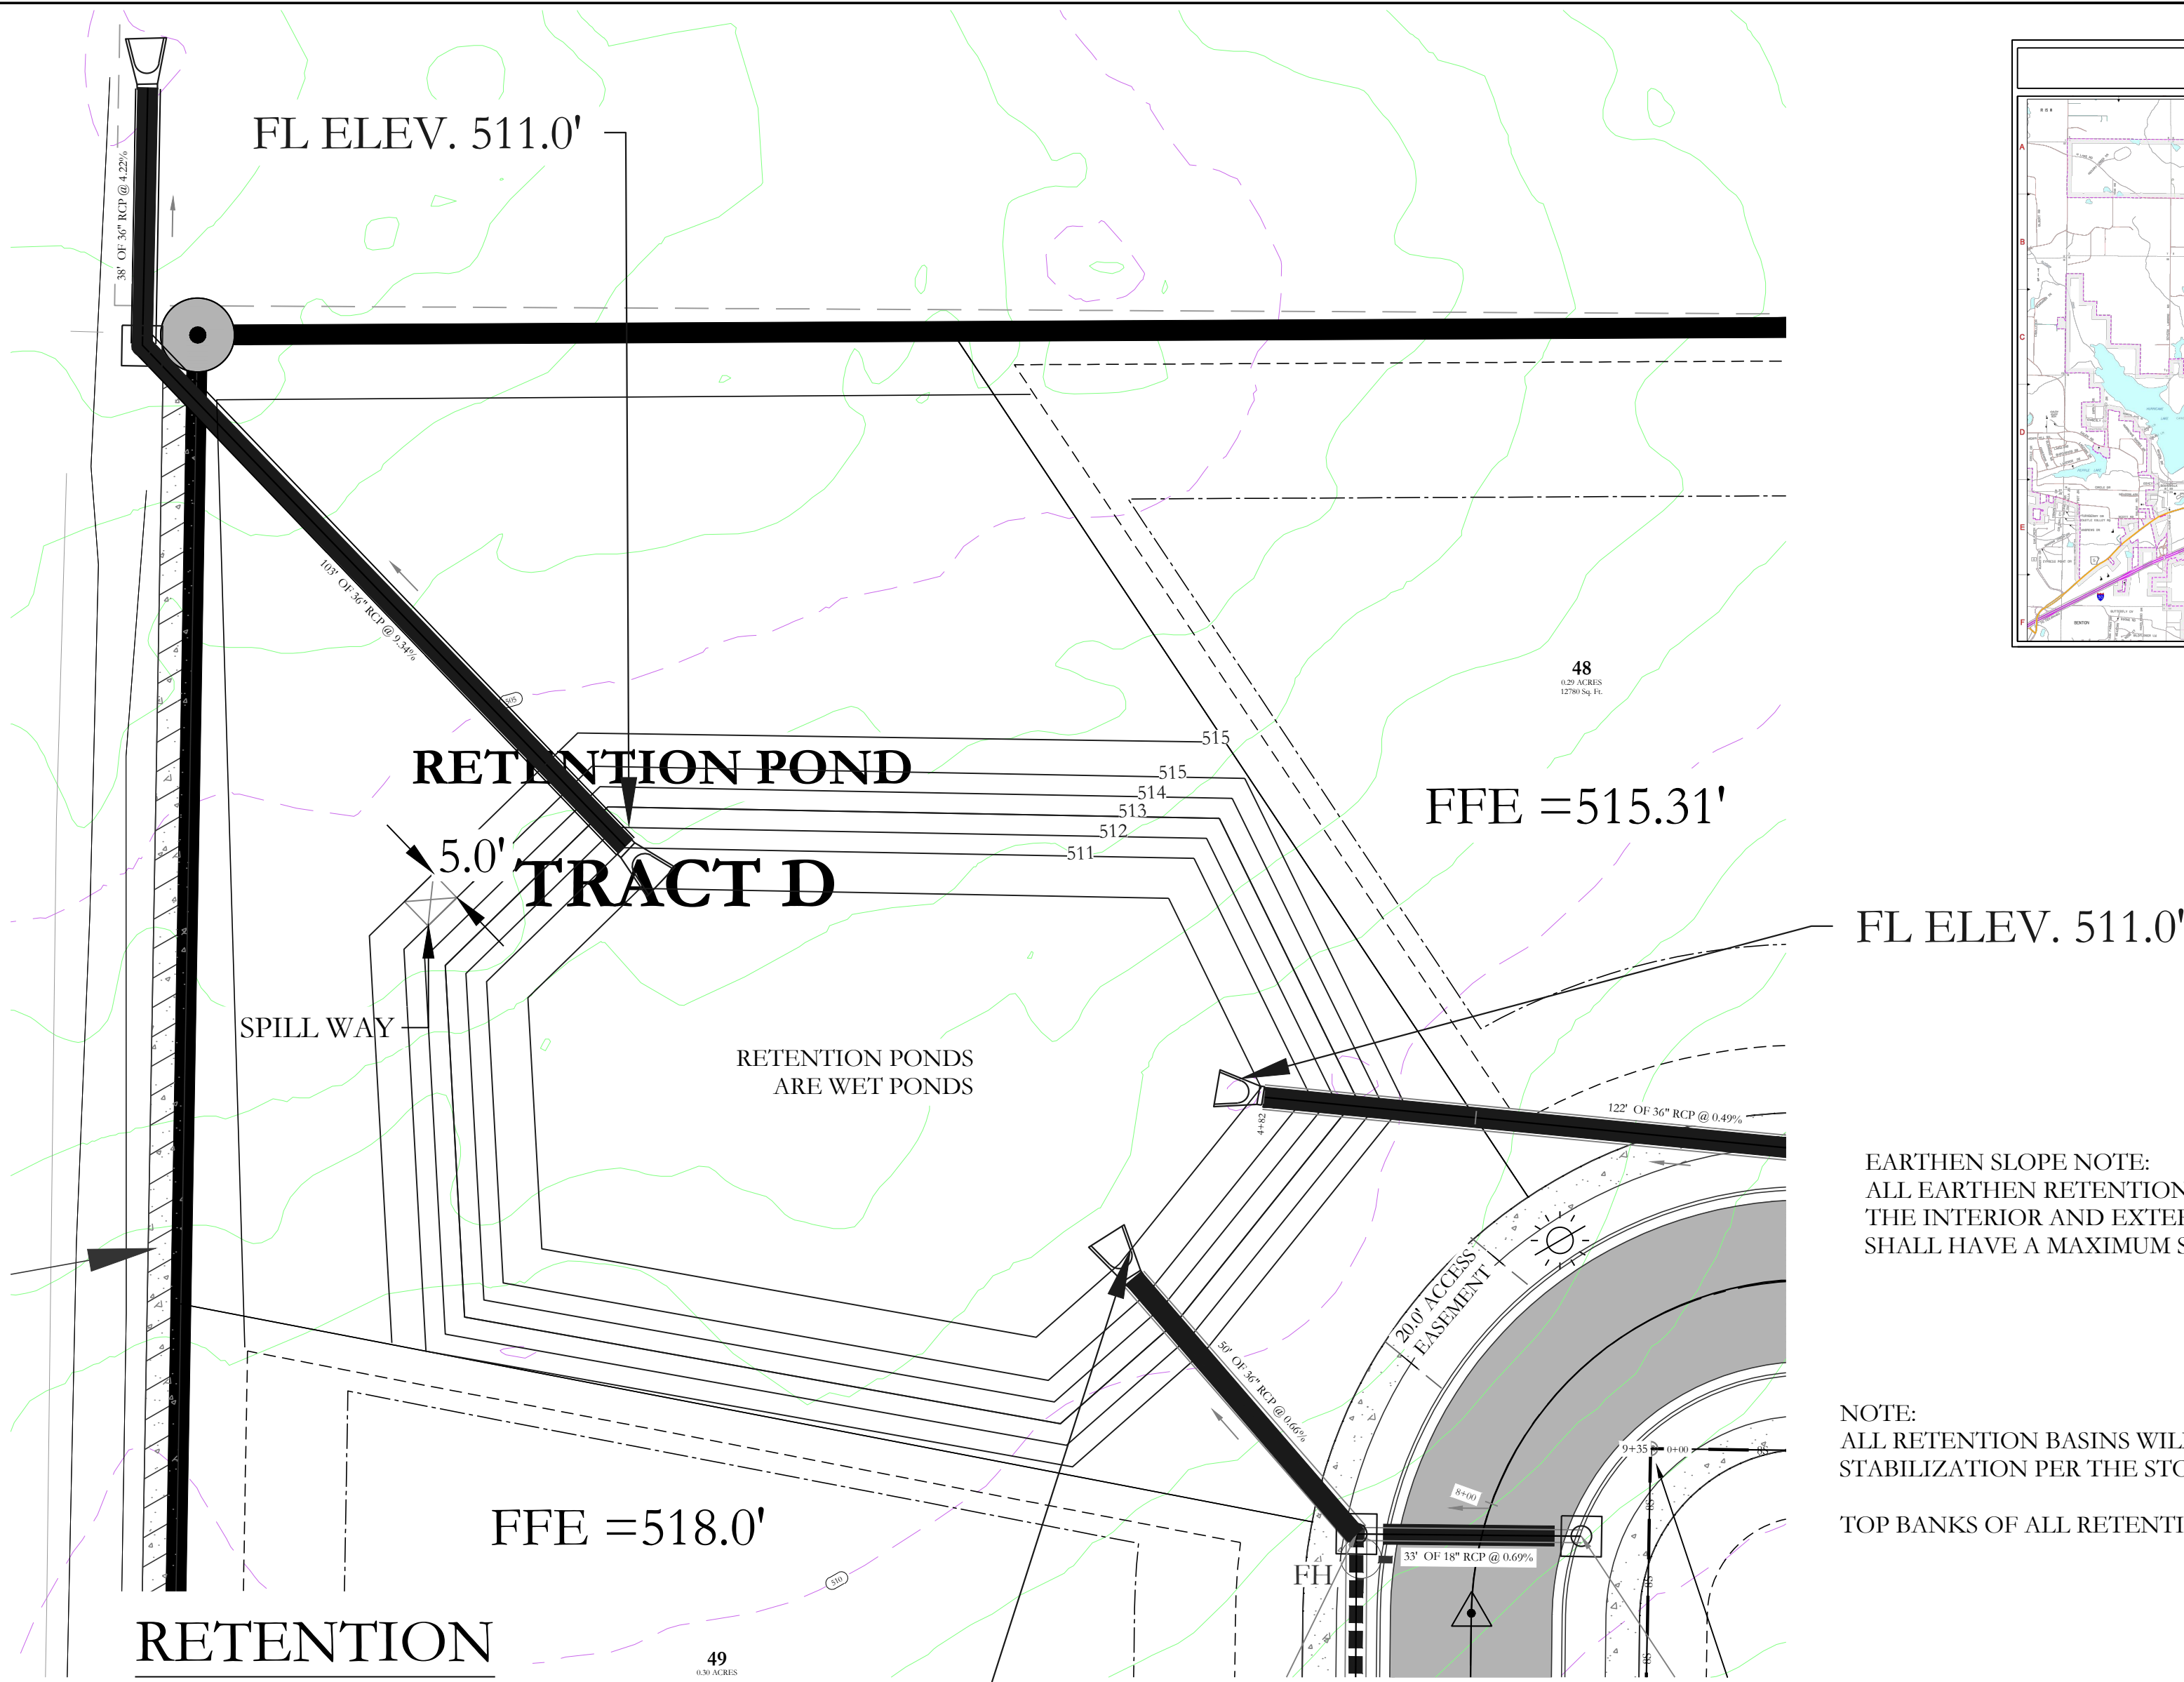 FL ELEV. 511.0'
38' OF 36" RCP @ 4.22%
103' OF 36" RCP @ 9.34%
505
RETENTION POND
515
515
514
513
512
511
5.0'
TRACT D
SPILL WAY
RETENTION PONDS
ARE WET PONDS
48
0.29 ACRES
12780 Sq. Ft.
FFE =515.31'
FL ELEV. 511.0'
122' OF 36" RCP @ 0.49%
4+82
EARTHEN SLOPE NOTE:
ALL EARTHEN RETENTION
THE INTERIOR AND EXTE
SHALL HAVE A MAXIMUM S
20.0' ACCESS
EASEMENT
50' OF 36" RCP @ 0.66%
NOTE:
ALL RETENTION BASINS WIL
STABILIZATION PER THE STO
TOP BANKS OF ALL RETENTI
9+35
0+00
8+00
33' OF 18" RCP @ 0.69%
FH
FFE =518.0'
510
RETENTION
49
0.30 ACRES
A
B
C
D
E
F
BENTON